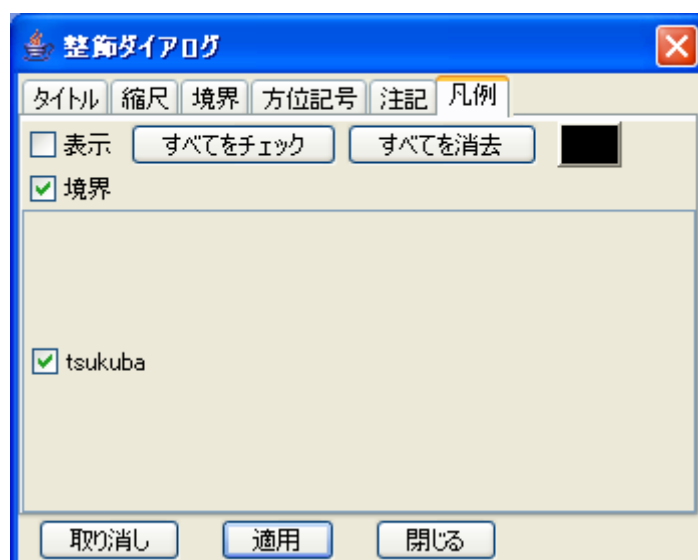 整飾ダイアログ
タイトル 縮尺 境界 方位記号 注記 凡例
表示 すべてをチェック すべてを消去
境界
tsukuba
取り消し 適用 閉じる